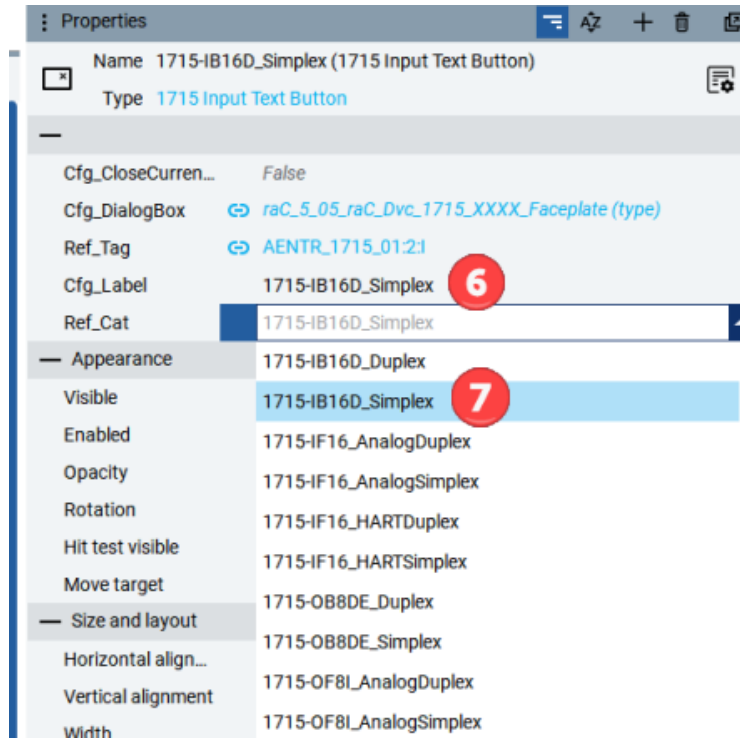 Properties
AZ
Name 1715-IB16D_Simplex (1715 Input Text Button)
Type 1715 Input Text Button
Cfg_CloseCurren... False
Cfg_DialogBox raC_5_05_raC_Dvc_1715_XXXX_Faceplate (type)
Ref_Tag AENTR_1715_01:2:I
Cfg_Label 1715-IB16D_Simplex 6
Ref_Cat 1715-IB16D_Simplex
Appearance 1715-IB16D_Duplex
Visible 1715-IB16D_Simplex 7
Enabled 1715-IF16_AnalogDuplex
Opacity 1715-IF16_AnalogSimplex
Rotation 1715-IF16_HARTDuplex
Hit test visible 1715-IF16_HARTSimplex
Move target 1715-OB8DE_Duplex
Size and layout 1715-OB8DE_Simplex
Horizontal align... 1715-OF8I_AnalogDuplex
Vertical alignment 1715-OF8I_AnalogSimplex
Width